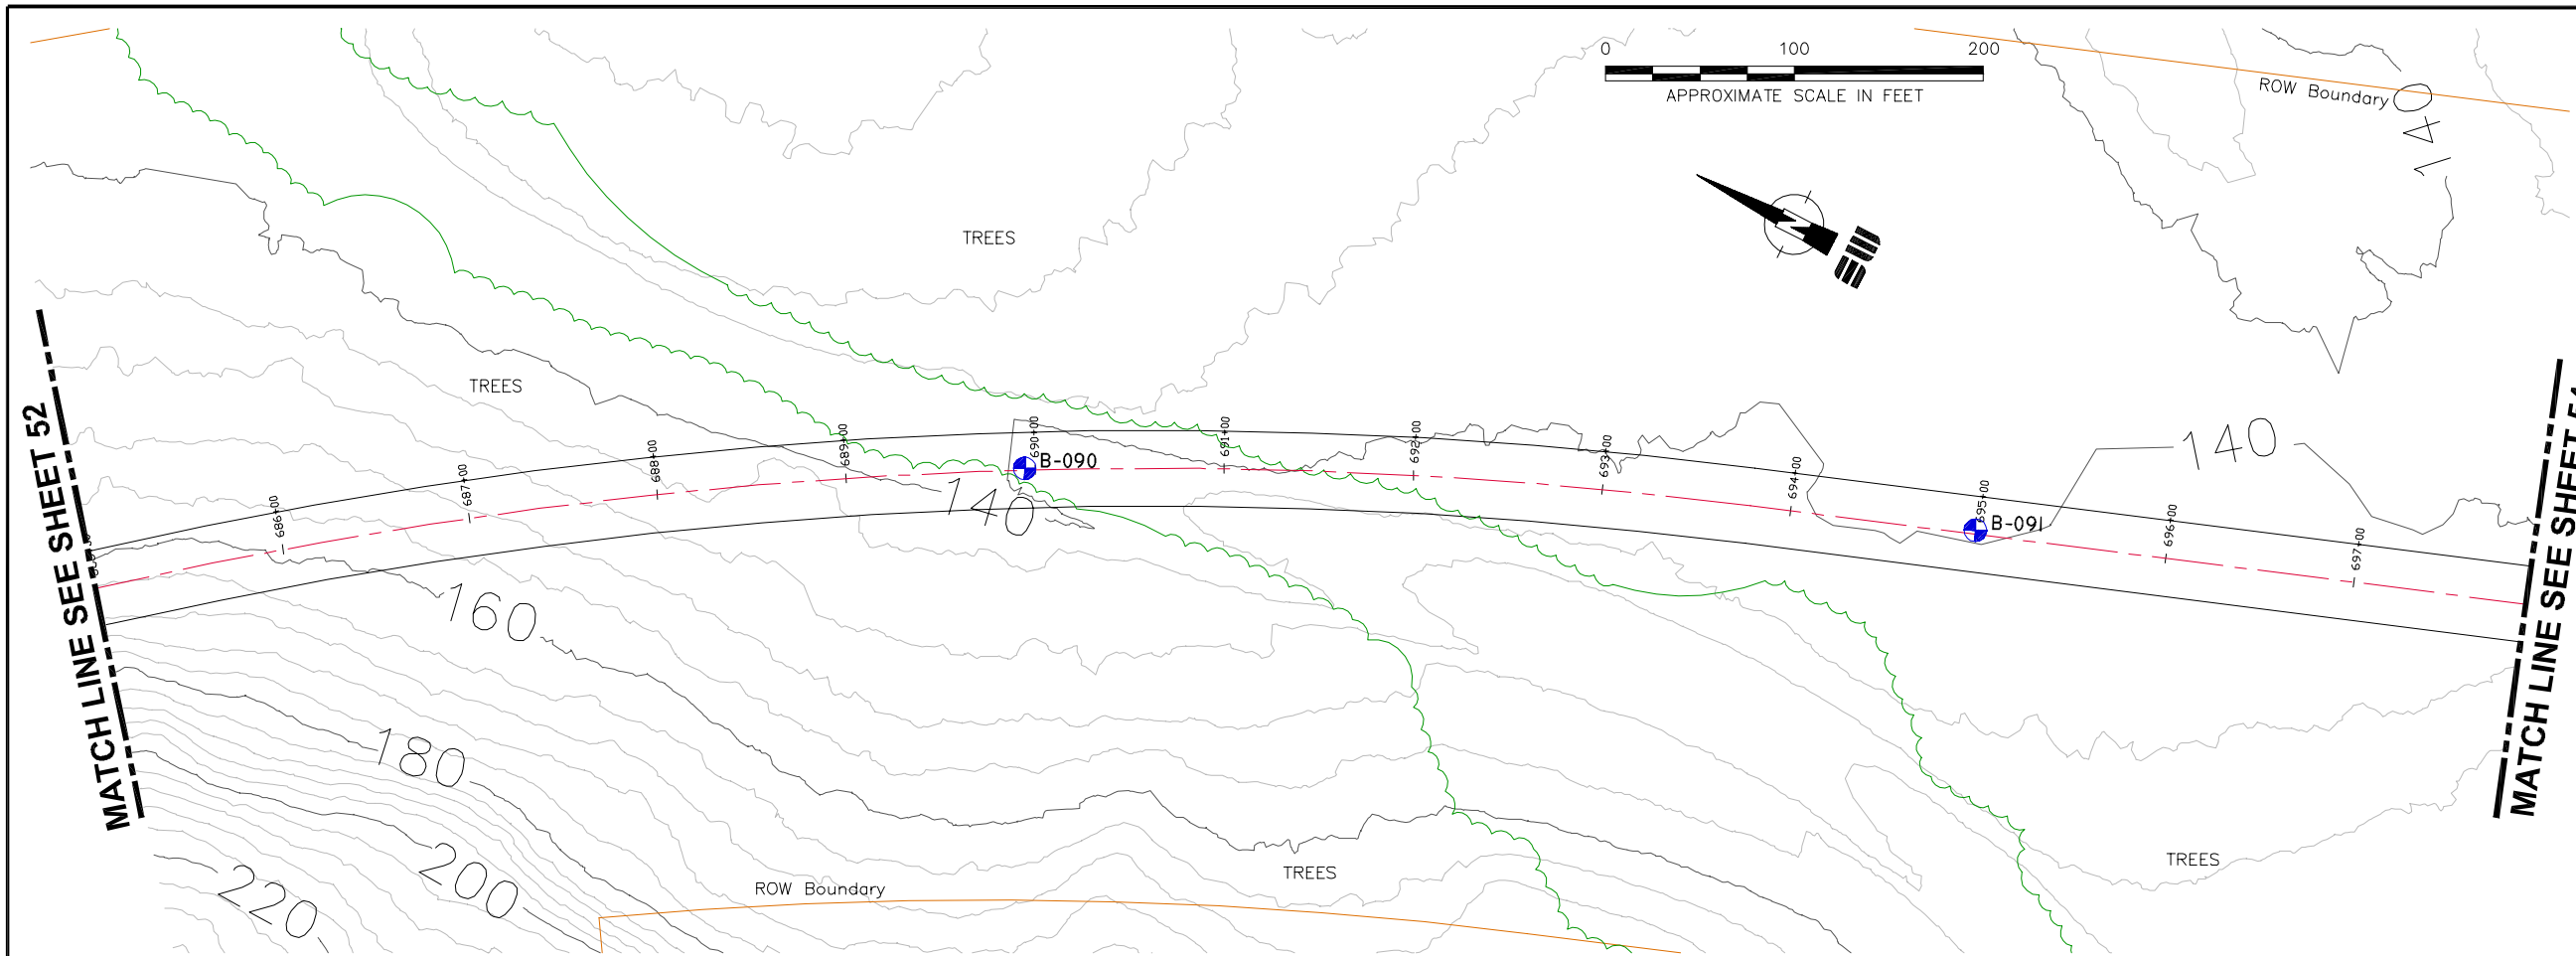 0 100 200
APPROXIMATE SCALE IN FEET
ROW Boundary
140
N
TREES
TREES
MATCH LINE SEE SHEET 52
686+00
687+00
688+00
689+00
690+00
B-090
691+00
692+00
693+00
694+00
695+00
B-091
696+00
697+00
140
140
160
180
200
220
MATCH LINE SEE SHEET
ROW Boundary
TREES
TREES